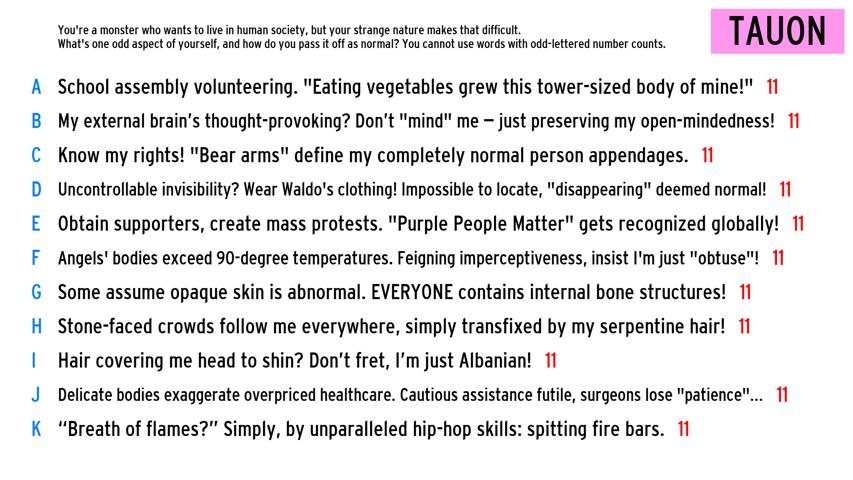 You're a monster who wants to live in human society, but your strange nature makes that difficult.
What's one odd aspect of yourself, and how do you pass it off as normal? You cannot use words with odd-lettered number counts.
TAUON
A School assembly volunteering. "Eating vegetables grew this tower-sized body of mine!" 11
B My external brain’s thought-provoking? Don’t "mind" me – just preserving my open-mindedness! 11
C Know my rights! "Bear arms" define my completely normal person appendages. 11
D Uncontrollable invisibility? Wear Waldo's clothing! Impossible to locate, "disappearing" deemed normal! 11
E Obtain supporters, create mass protests. "Purple People Matter" gets recognized globally! 11
F Angels' bodies exceed 90-degree temperatures. Feigning imperceptiveness, insist I'm just "obtuse"! 11
G Some assume opaque skin is abnormal. EVERYONE contains internal bone structures! 11
H Stone-faced crowds follow me everywhere, simply transfixed by my serpentine hair! 11
I Hair covering me head to shin? Don’t fret, I’m just Albanian! 11
J Delicate bodies exaggerate overpriced healthcare. Cautious assistance futile, surgeons lose "patience"... 11
K “Breath of flames?” Simply, by unparalleled hip-hop skills: spitting fire bars. 11